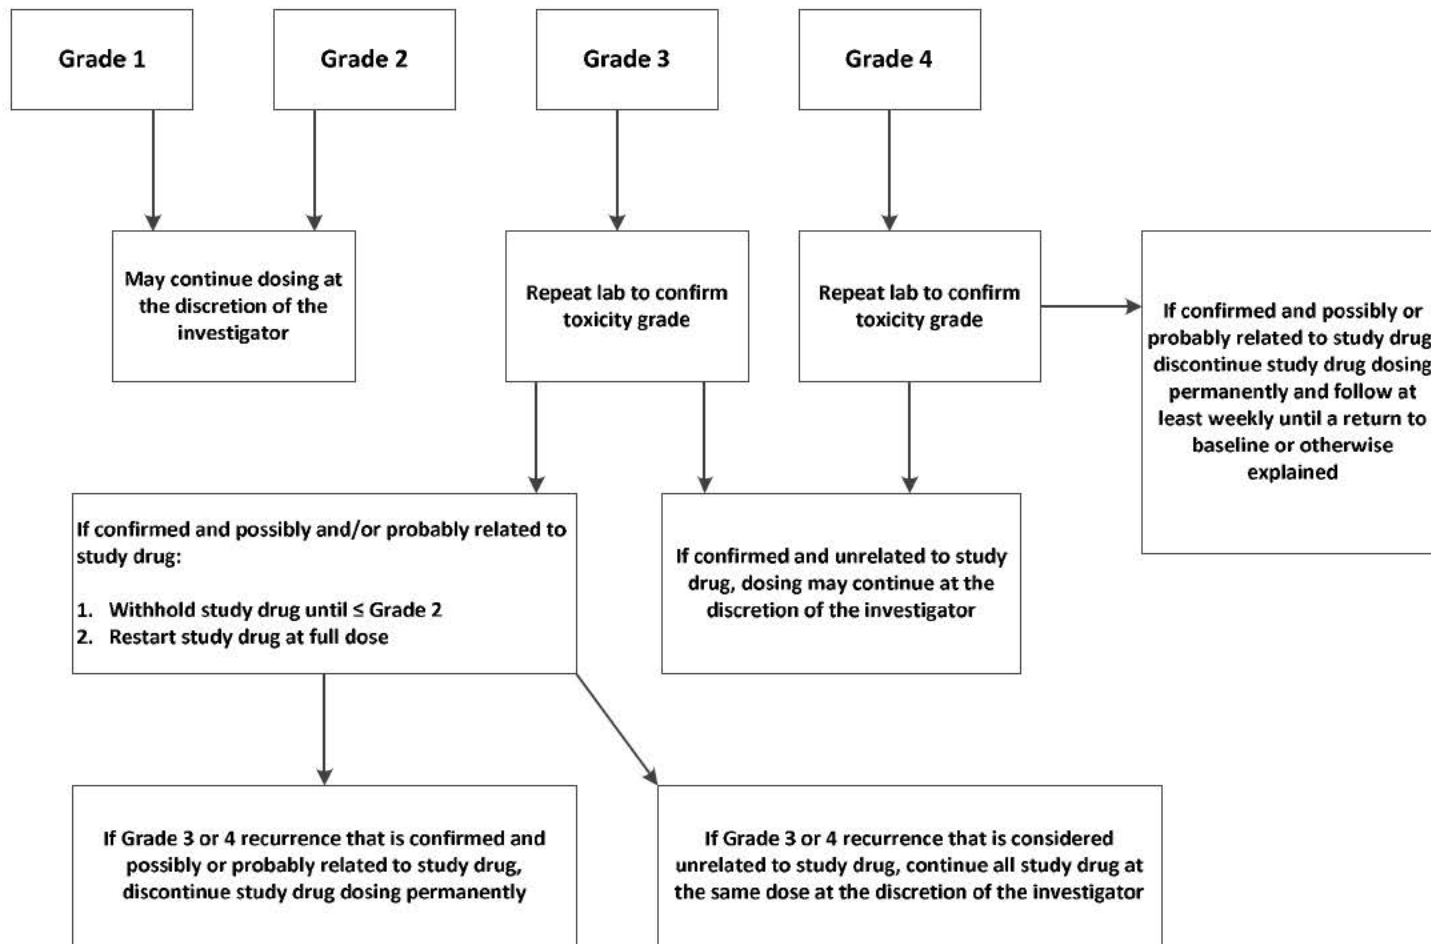 Grade 1
Grade 2
Grade 3
Grade 4
May continue dosing at
the discretion of the
investigator
Repeat lab to confirm
toxicity grade
Repeat lab to confirm
toxicity grade
If confirmed and possibly or
probably related to study drug
discontinue study drug dosing
permanently and follow at
least weekly until a return to
baseline or otherwise
explained
If confirmed and possibly and/or probably related to
study drug:
1. Withhold study drug until ≤ Grade 2
2. Restart study drug at full dose
If confirmed and unrelated to study
drug, dosing may continue at the
discretion of the investigator
If Grade 3 or 4 recurrence that is confirmed and
possibly or probably related to study drug,
discontinue study drug dosing permanently
If Grade 3 or 4 recurrence that is considered
unrelated to study drug, continue all study drug at
the same dose at the discretion of the investigator